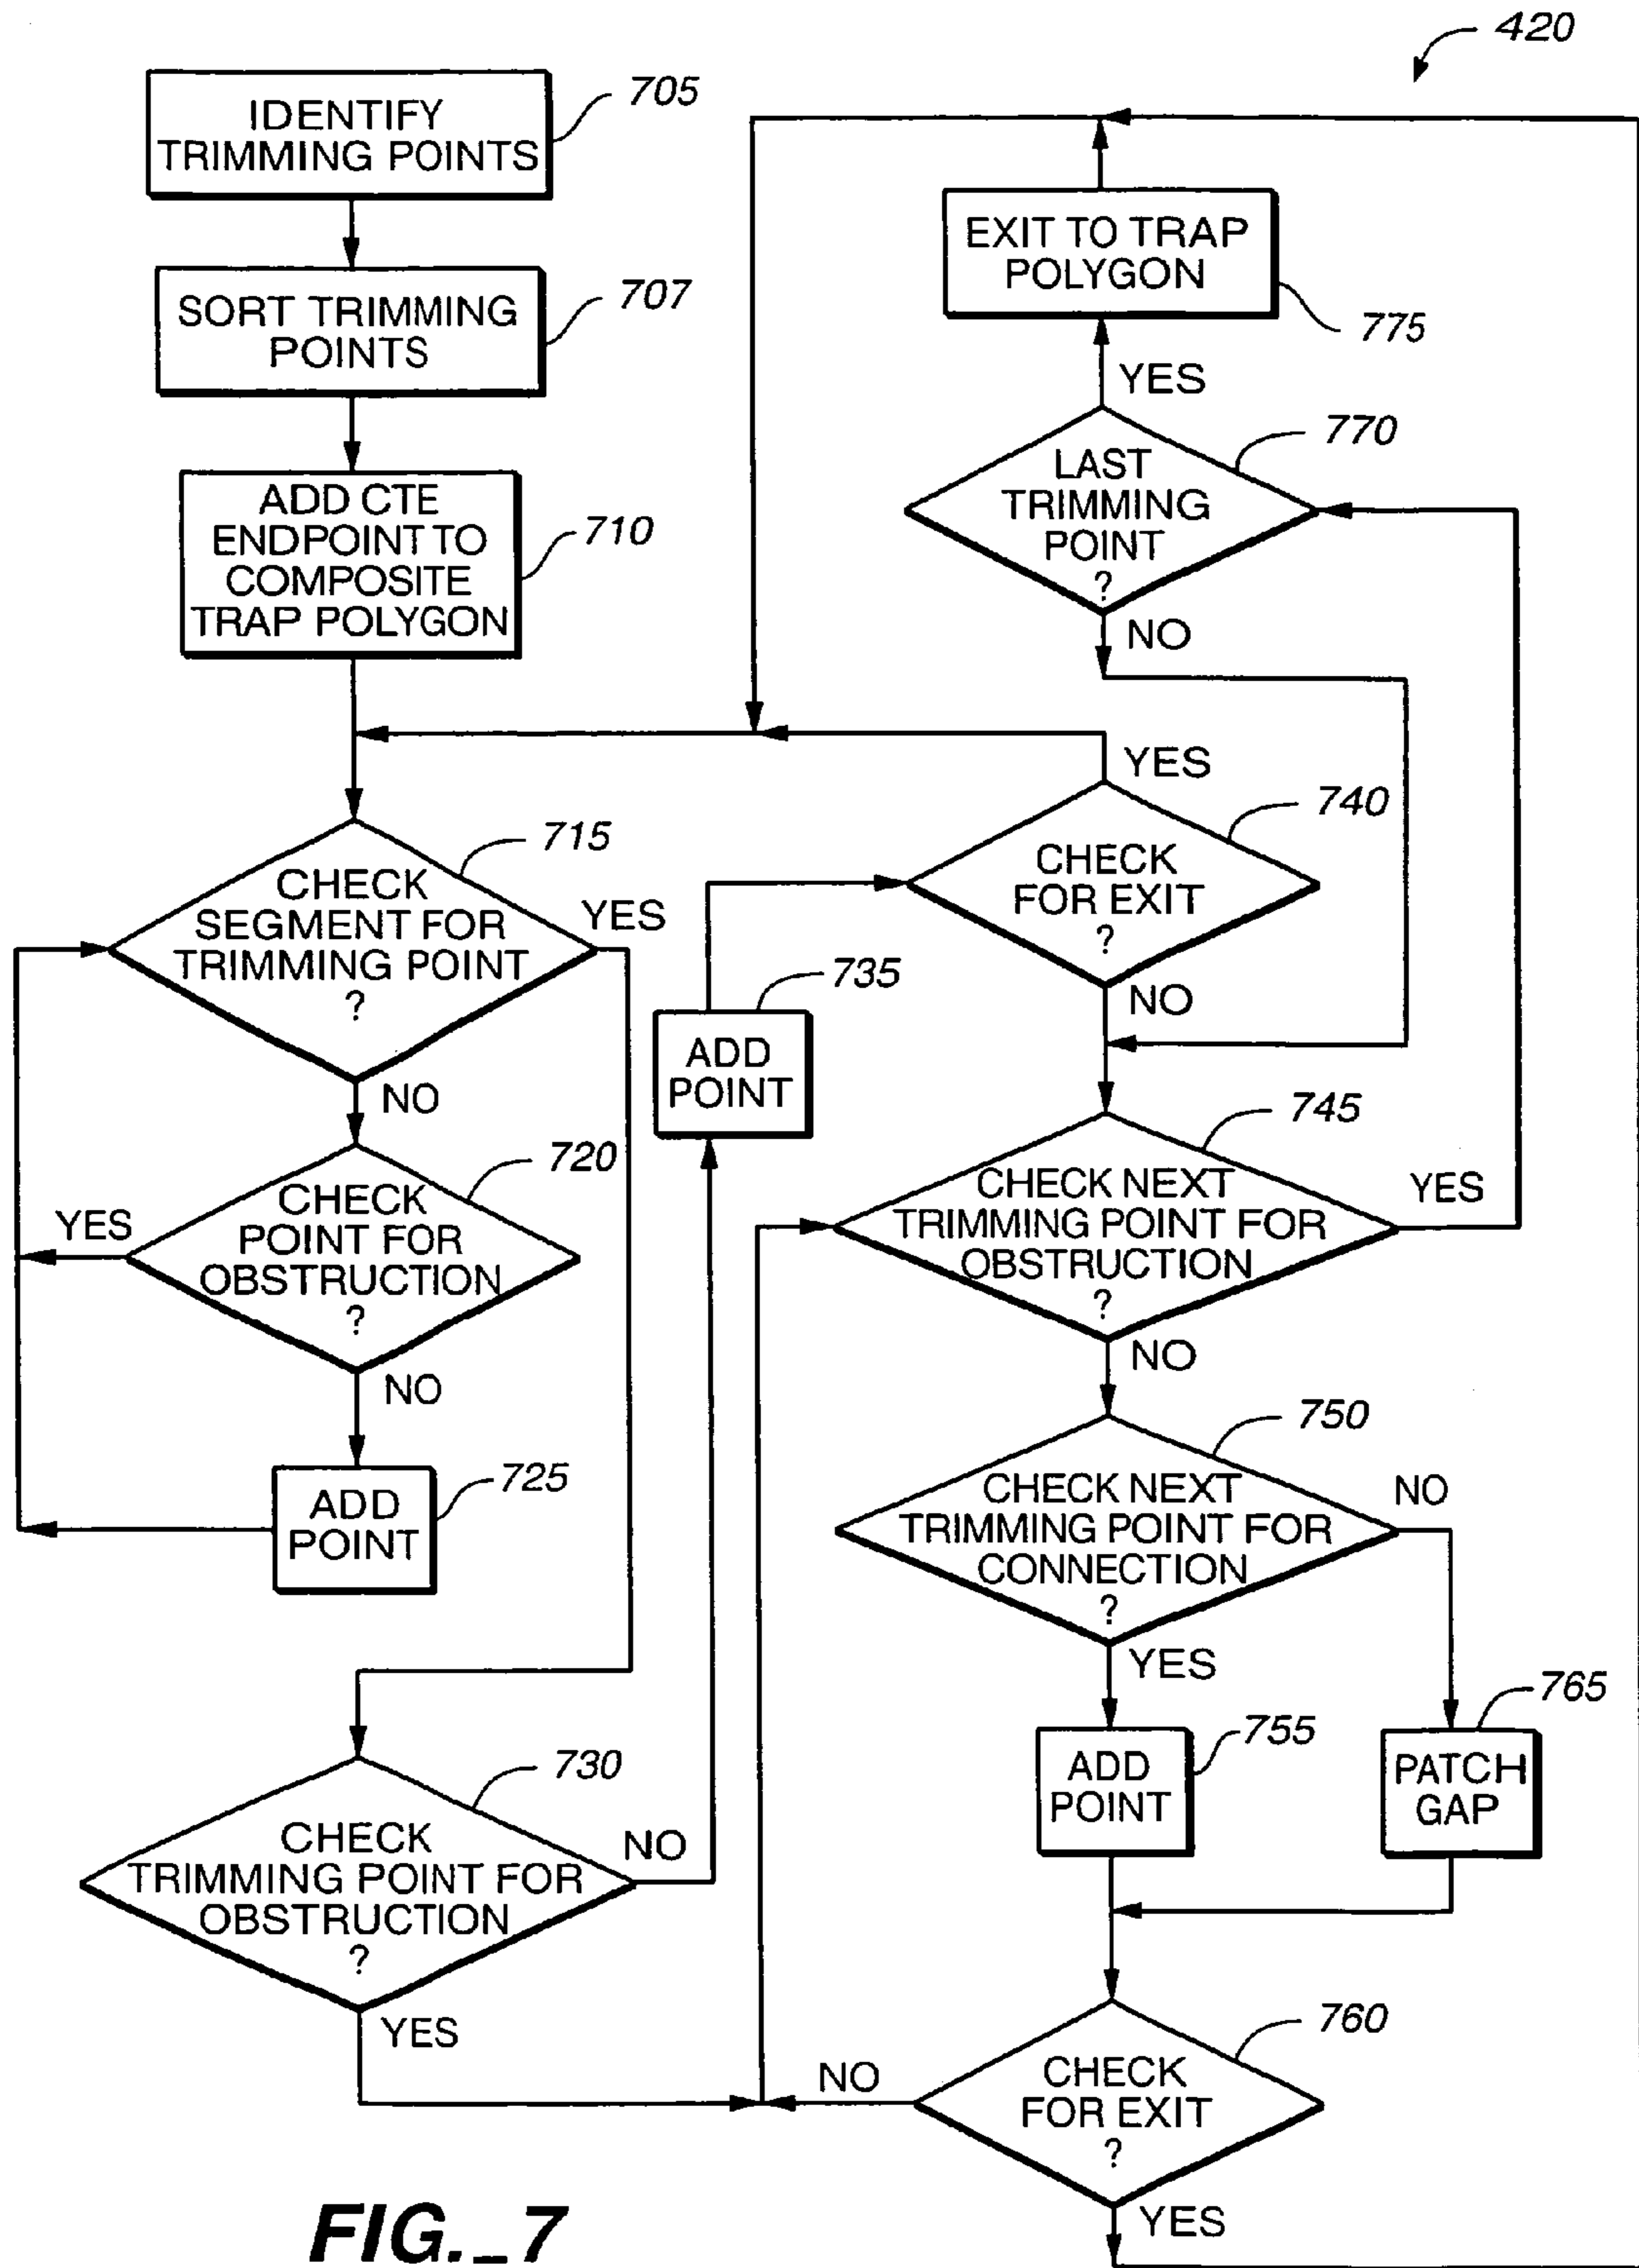 420
IDENTIFY
TRIMMING POINTS
705
SORT TRIMMING
POINTS
707
ADD CTE
ENDPOINT TO
COMPOSITE
TRAP POLYGON
710
CHECK
SEGMENT FOR
TRIMMING POINT
?
715
YES
NO
CHECK
POINT FOR
OBSTRUCTION
?
720
YES
NO
ADD
POINT
725
CHECK
TRIMMING POINT FOR
OBSTRUCTION
?
730
NO
YES
ADD
POINT
735
EXIT TO TRAP
POLYGON
775
YES
LAST
TRIMMING
POINT
?
770
NO
YES
CHECK
FOR EXIT
?
740
NO
CHECK NEXT
TRIMMING POINT FOR
OBSTRUCTION
?
745
YES
NO
CHECK NEXT
TRIMMING POINT FOR
CONNECTION
?
750
NO
YES
ADD
POINT
755
PATCH
GAP
765
CHECK
FOR EXIT
?
760
NO
YES
FIG._7